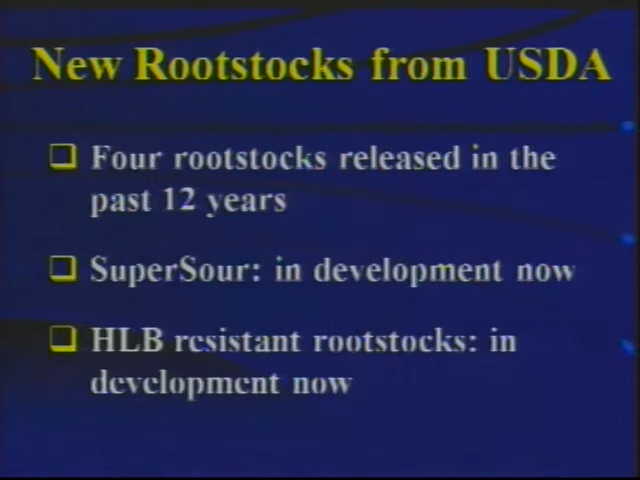 New Rootstocks from USDA
❑ Four rootstocks released in the
past 12 years
❑ SuperSour: in development now
❑ HLB resistant rootstocks: in
development now